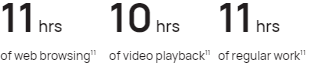 11 hrs 10 hrs 11 hrs
of web browsing¹¹ of video playback¹¹ of regular work¹¹